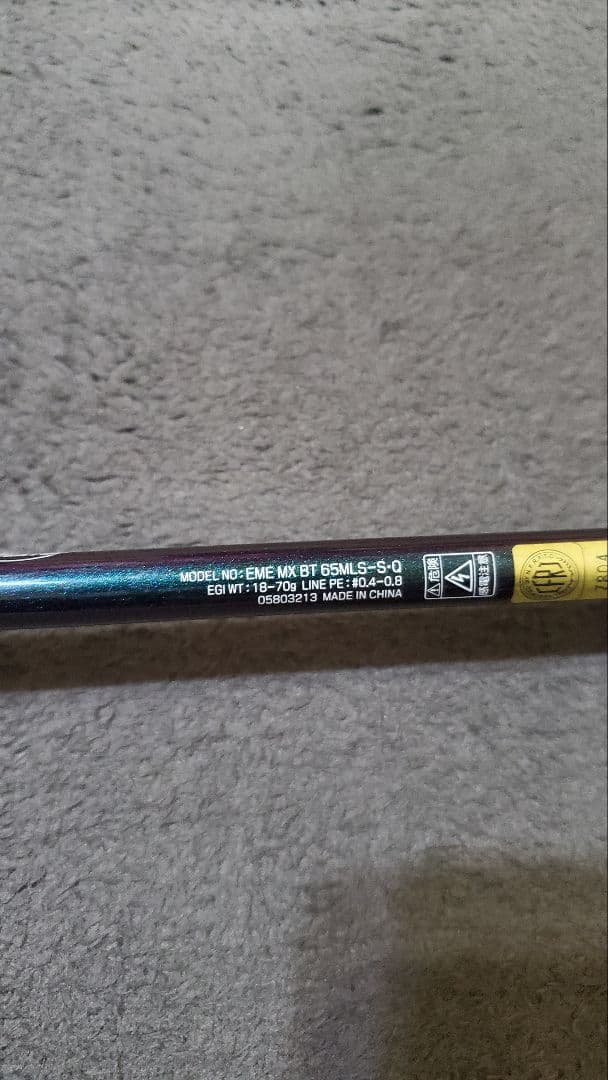 MODEL NO:EME MX BT 65MLS-S·Q
EGI WT:18-70g LINE PE:#0.4-0.8
05803213 MADE IN CHINA
危険
感電注意